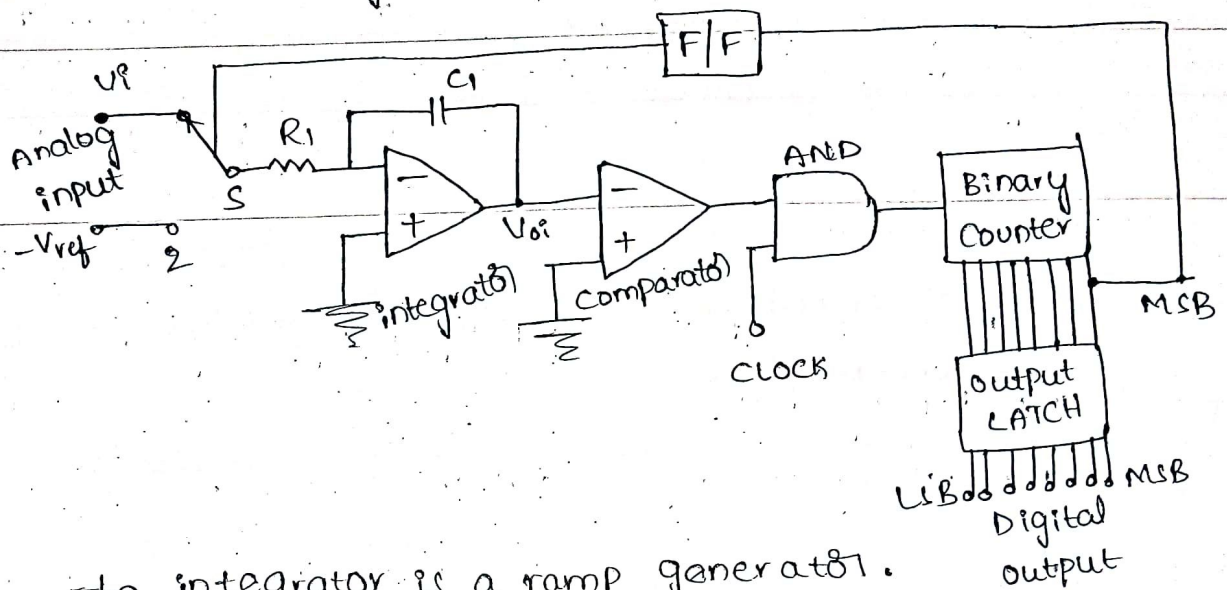 F/F
Vi
C1
Analog
input
R1
S
AND
Binary
Counter
-Vref
2
−
+
Voi
−
+
integrator
comparator
MSB
CLOCK
output
LATCH
LSB
MSB
Digital
output
integrator is a ramp generator.